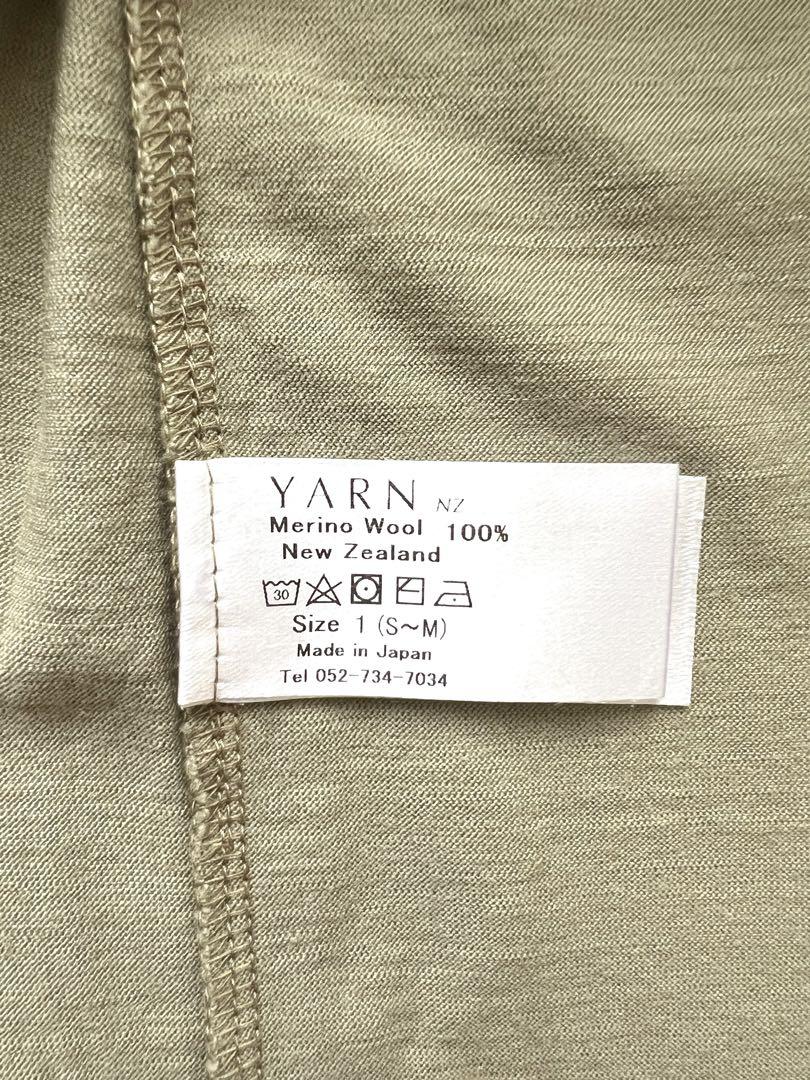 YARN NZ
Merino Wool 100%
New Zealand
30
Size 1 (S～M)
Made in Japan
Tel 052-734-7034